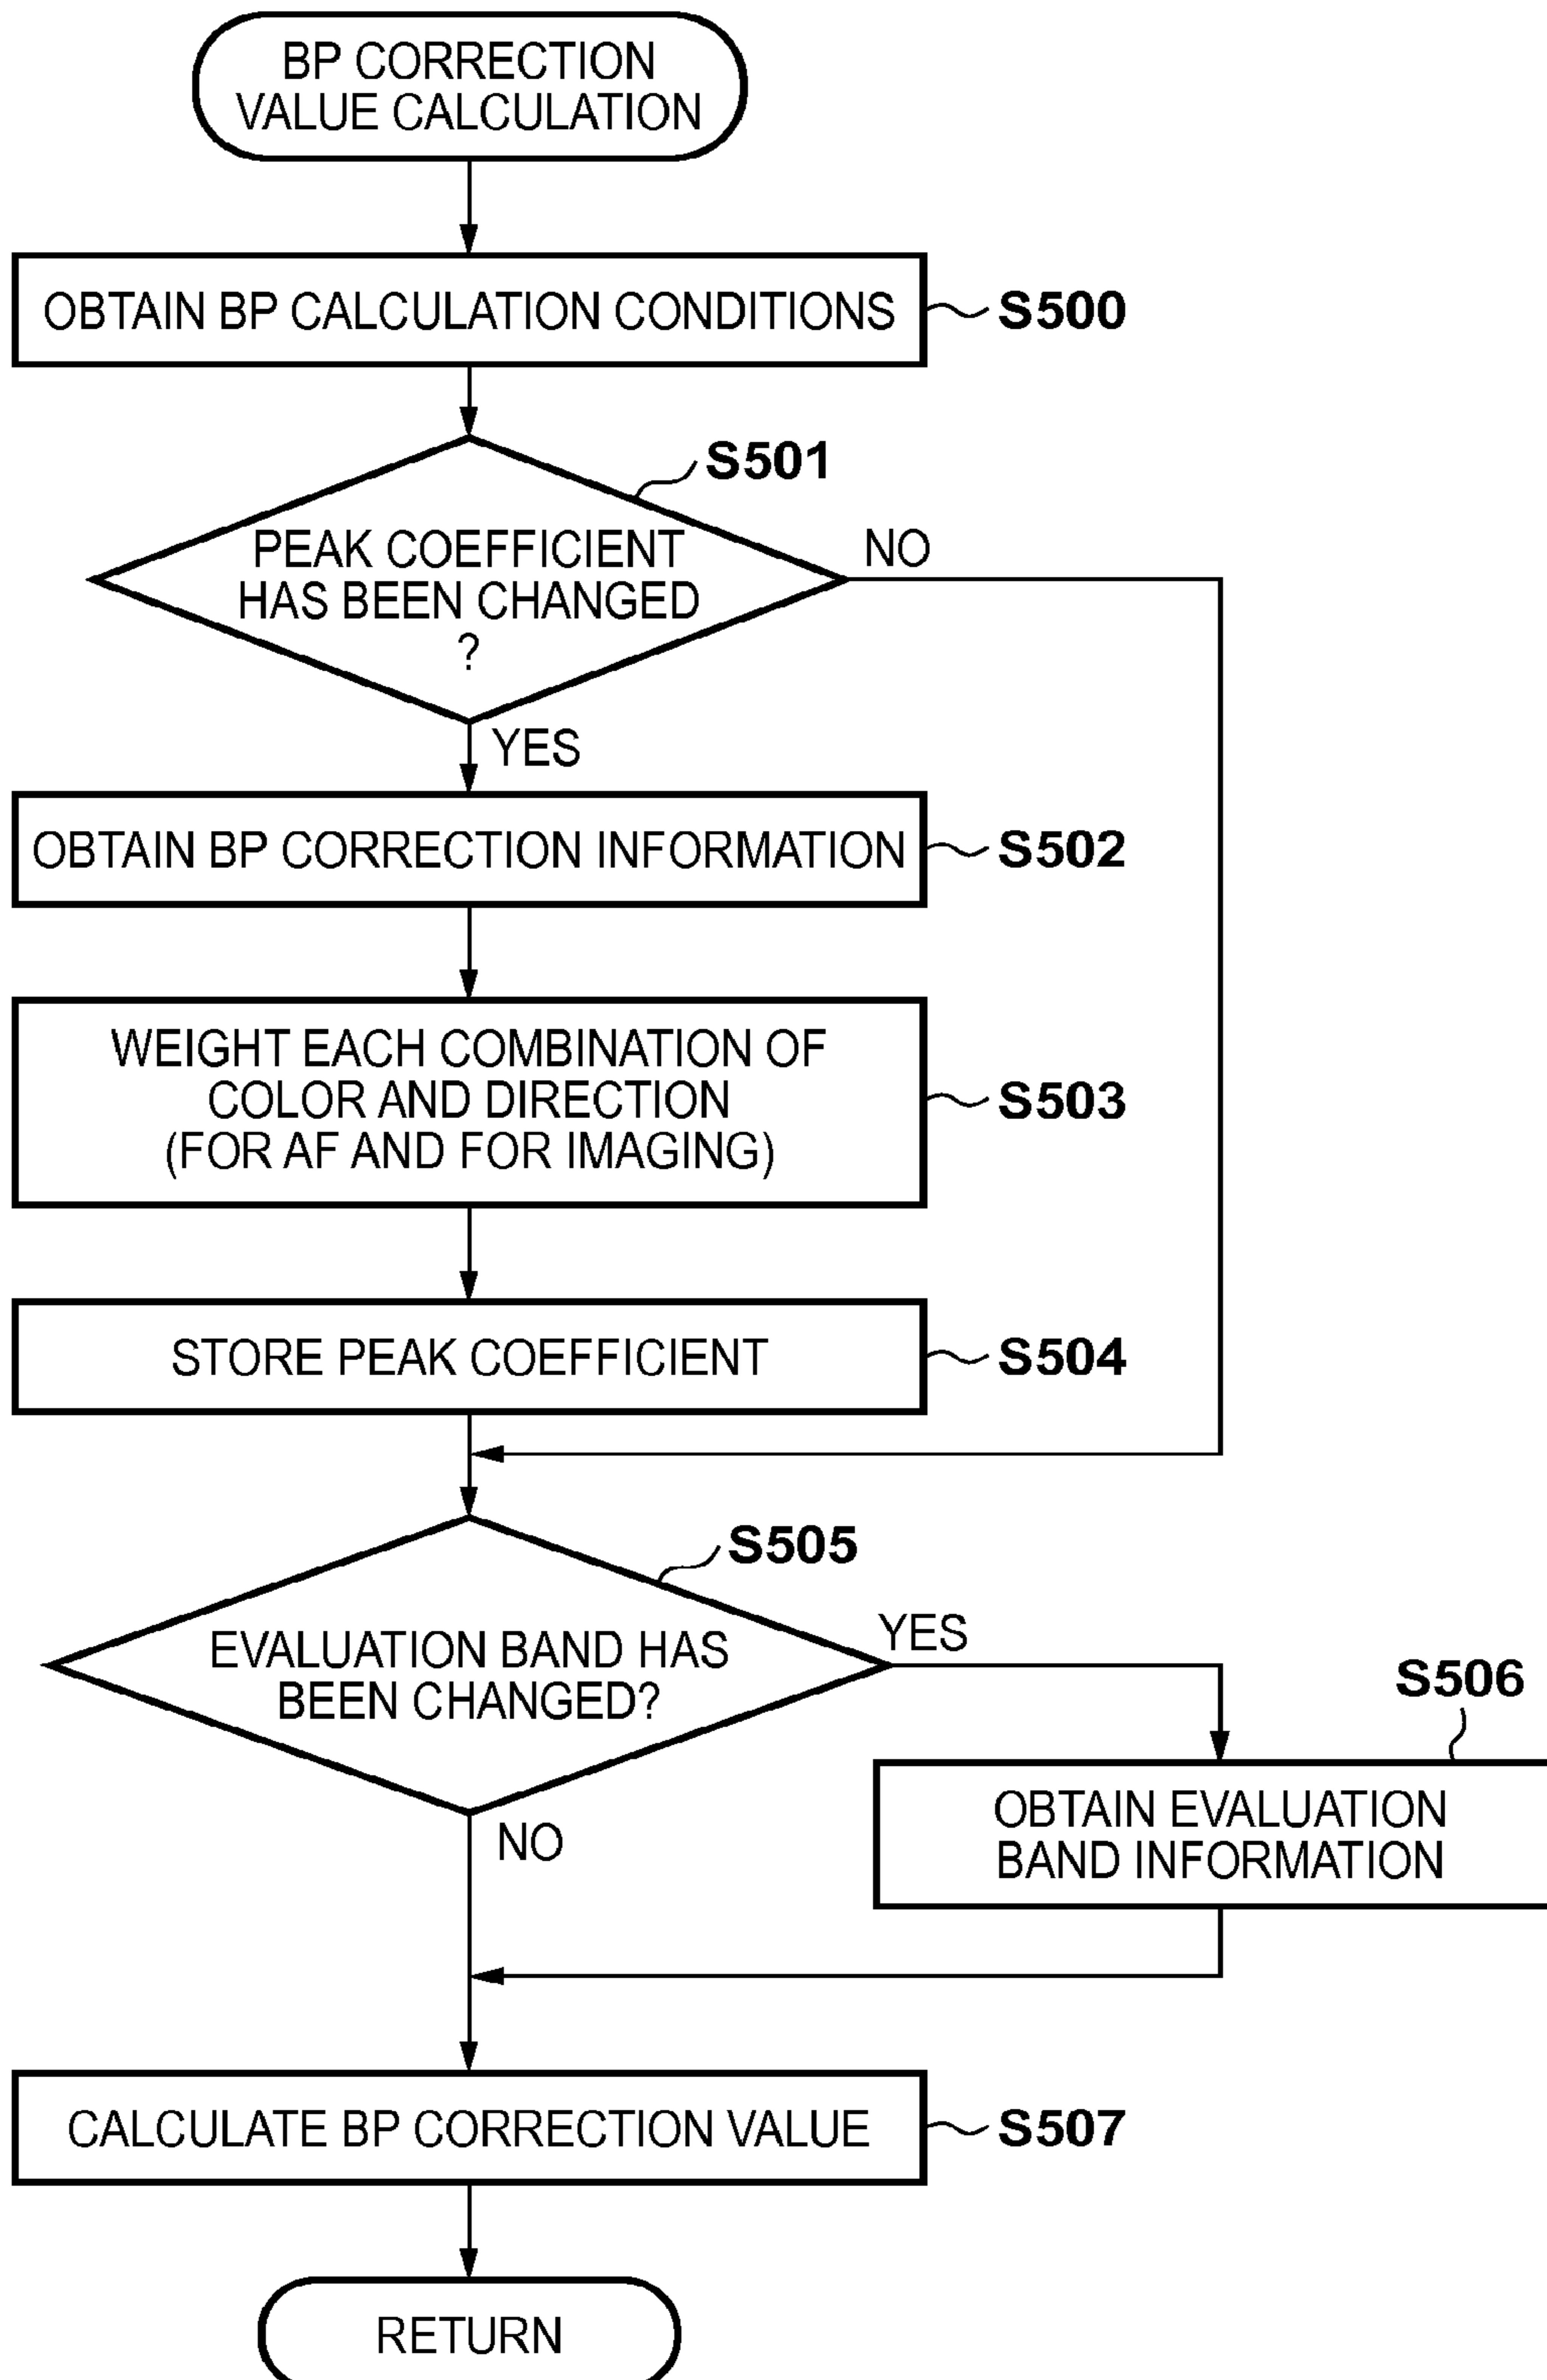 BP CORRECTION
VALUE CALCULATION
OBTAIN BP CALCULATION CONDITIONS
S500
S501
PEAK COEFFICIENT
HAS BEEN CHANGED
?
NO
YES
OBTAIN BP CORRECTION INFORMATION
S502
WEIGHT EACH COMBINATION OF
COLOR AND DIRECTION
(FOR AF AND FOR IMAGING)
S503
STORE PEAK COEFFICIENT
S504
S505
EVALUATION BAND HAS
BEEN CHANGED?
YES
S506
OBTAIN EVALUATION
BAND INFORMATION
NO
CALCULATE BP CORRECTION VALUE
S507
RETURN